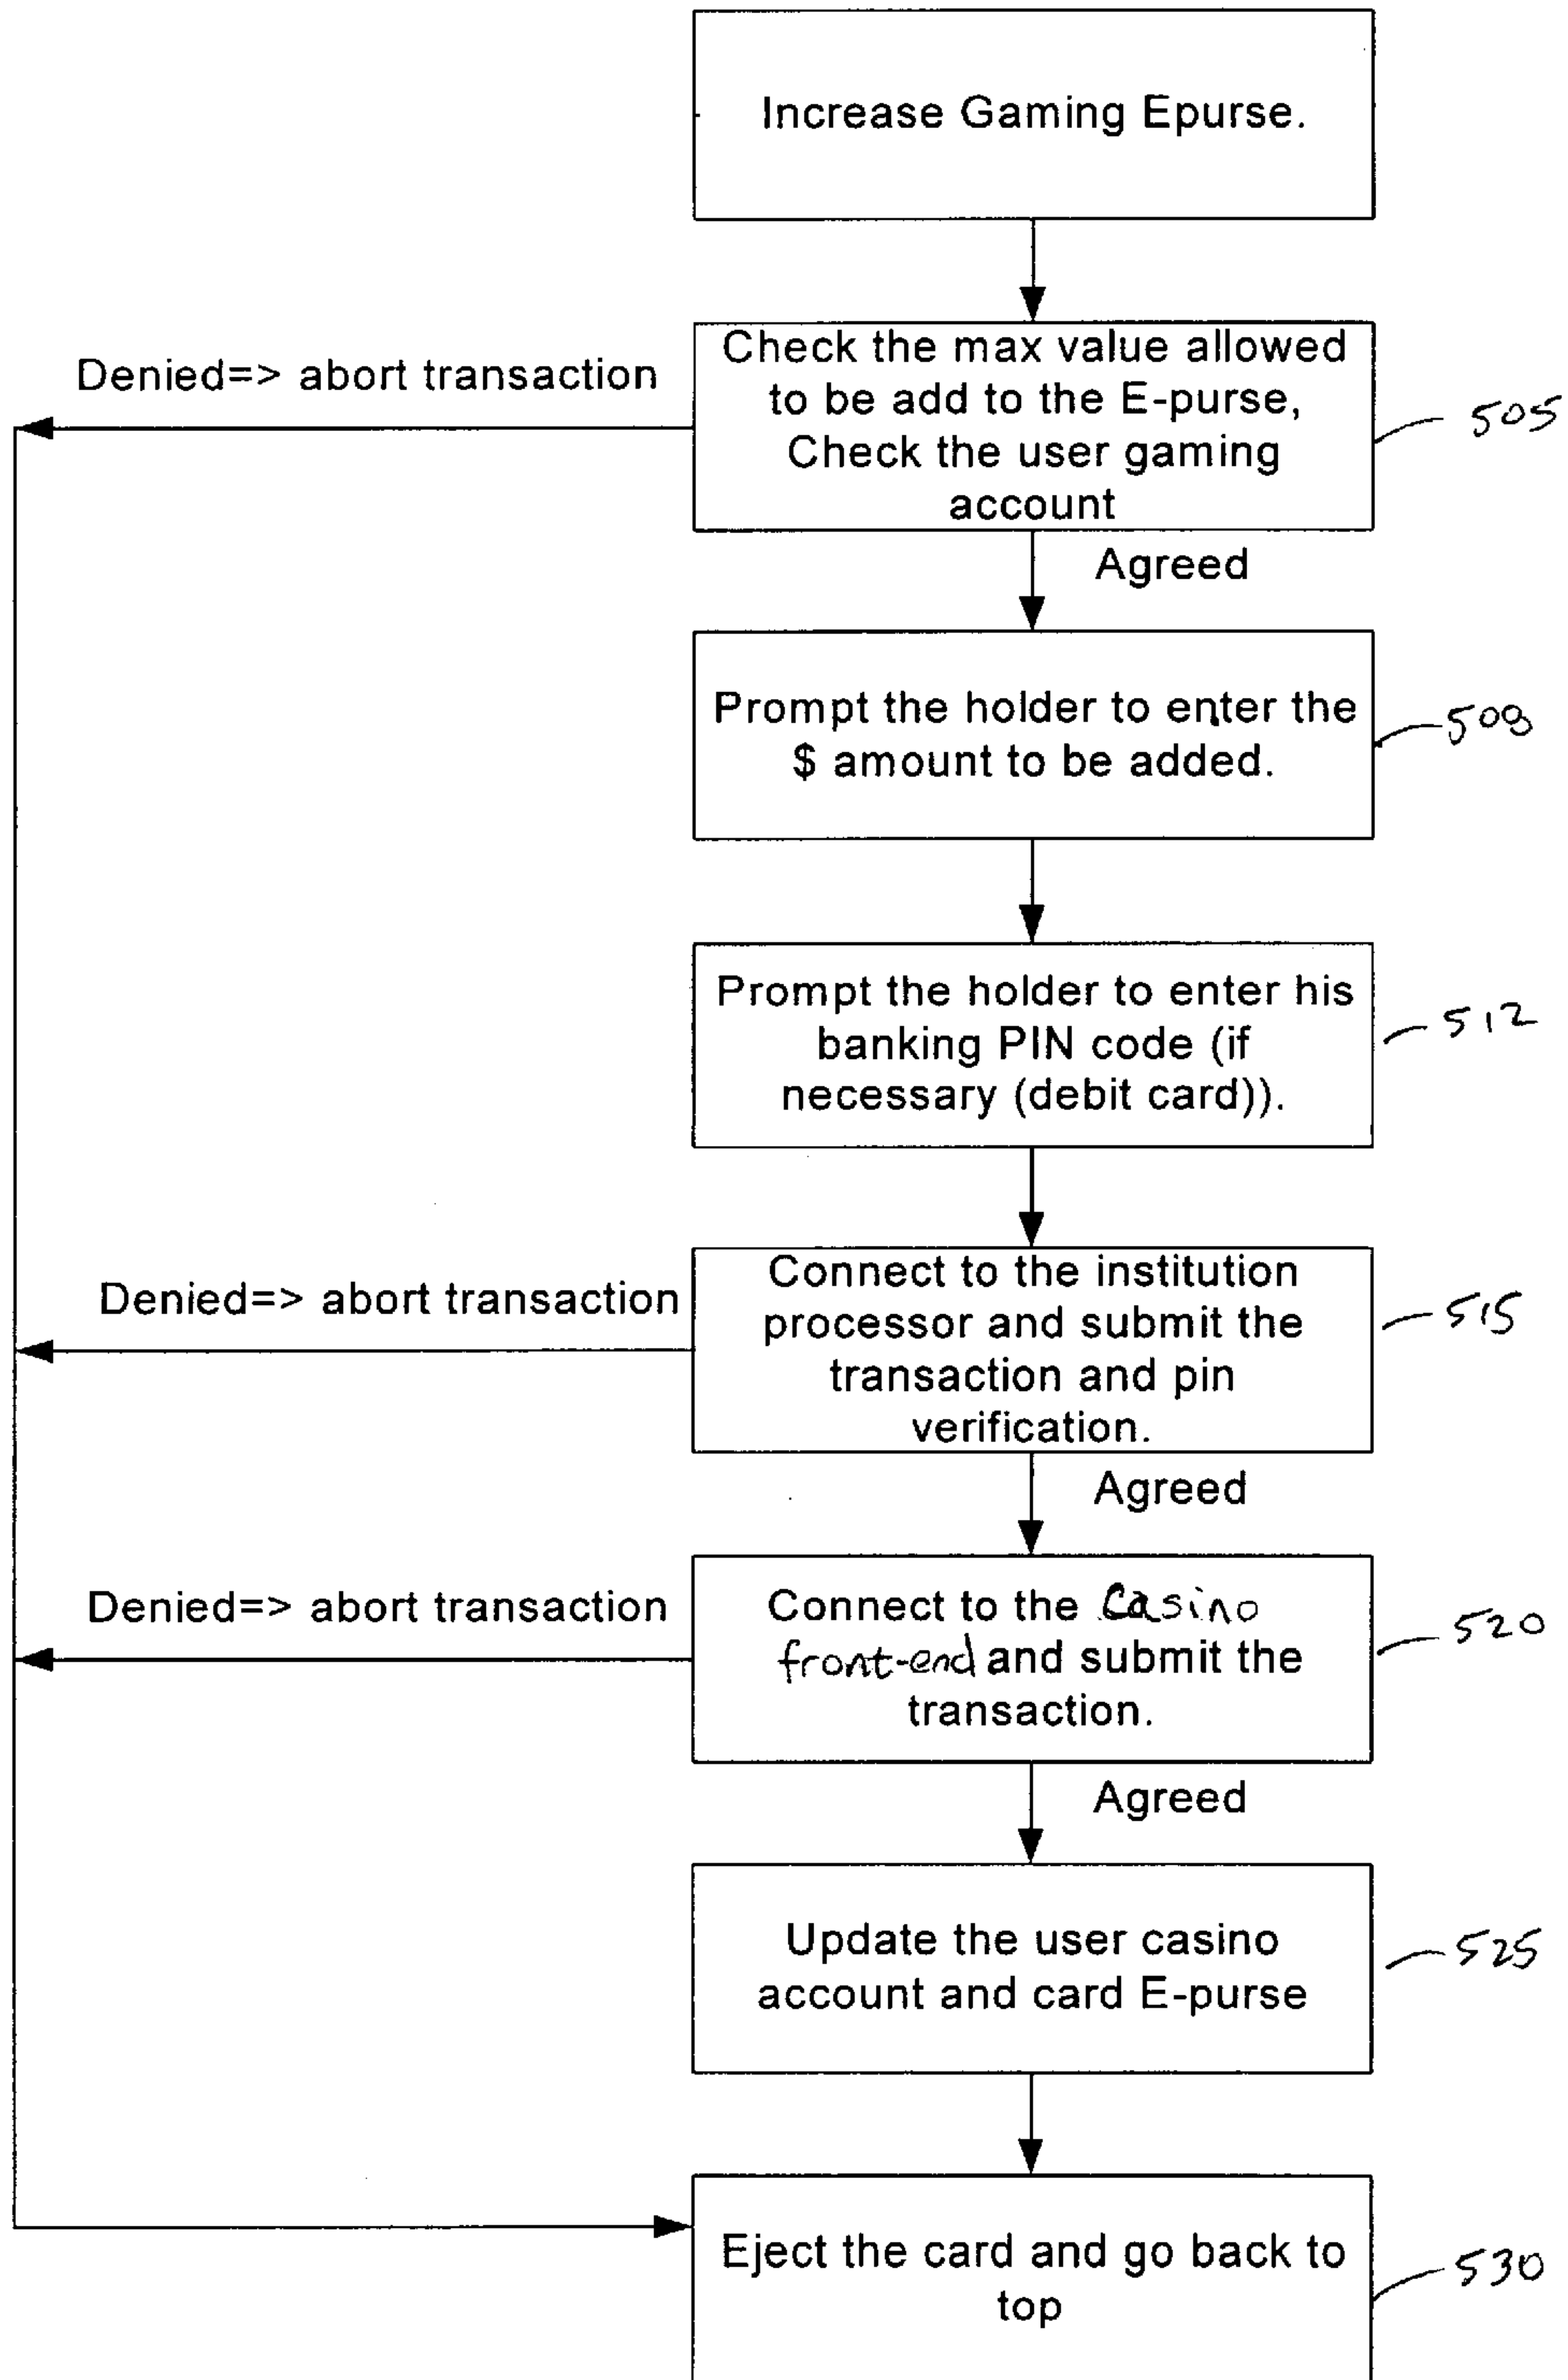 Increase Gaming Epurse.
Denied=> abort transaction
Check the max value allowed
to be add to the E-purse,
Check the user gaming
account
505
Agreed
Prompt the holder to enter the
$ amount to be added.
508
Prompt the holder to enter his
banking PIN code (if
necessary (debit card)).
512
Denied=> abort transaction
Connect to the institution
processor and submit the
transaction and pin
verification.
515
Agreed
Denied=> abort transaction
Connect to the Casino
front-end and submit the
transaction.
520
Agreed
Update the user casino
account and card E-purse
525
Eject the card and go back to
top
530